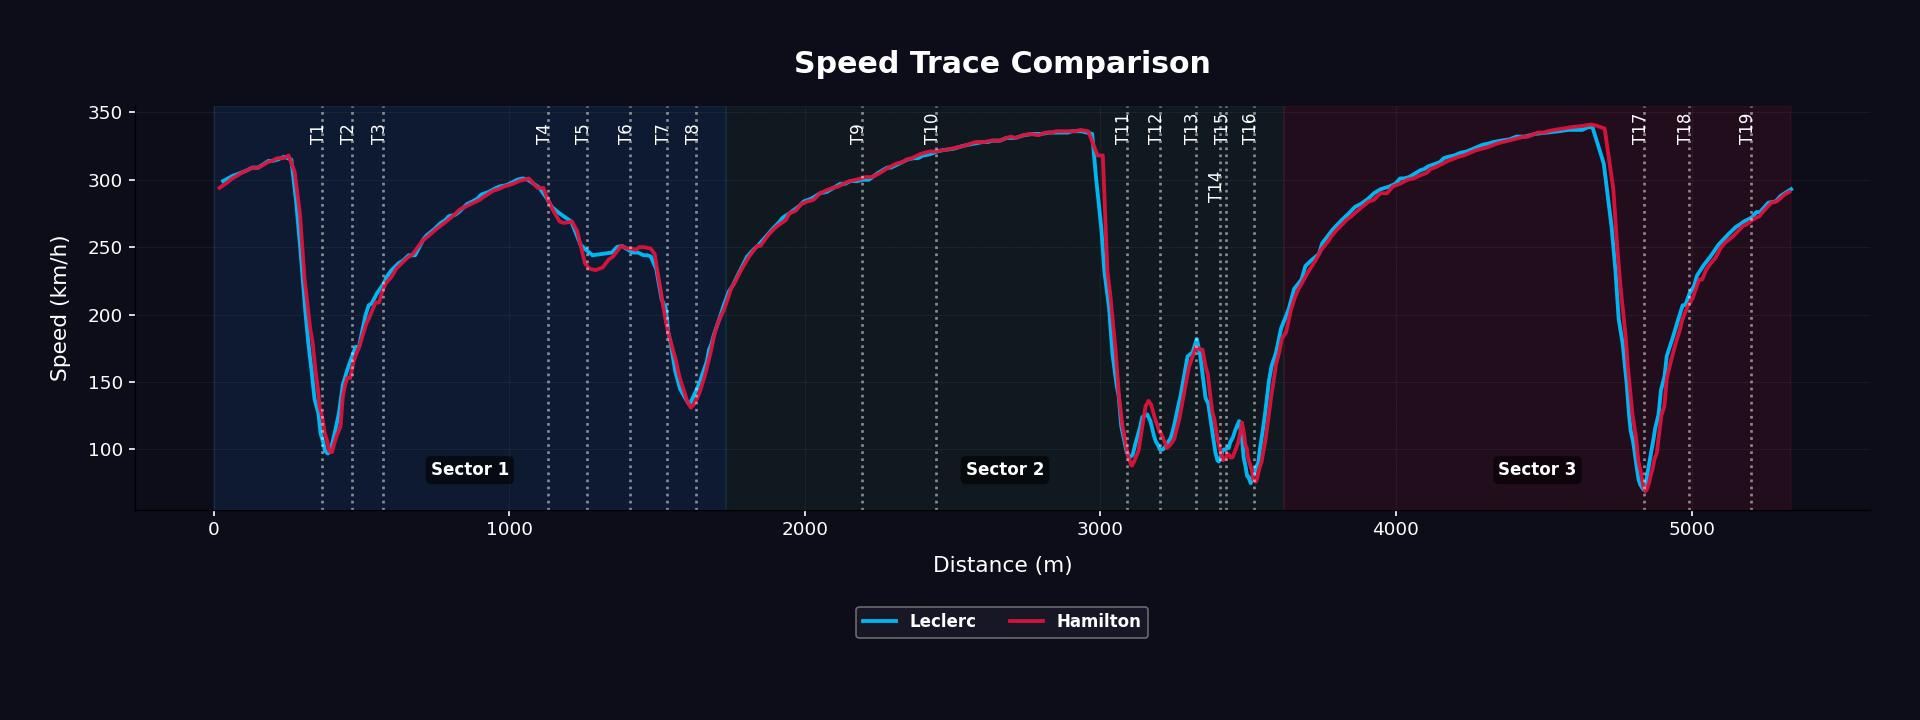 Speed Trace Comparison
Speed (km/h)
350
300
250
200
150
100
T1
T2
T3
T4
T5
T6
T7
T8
T9
T10
T11
T12
T13
T14
T15
T16
T17
T18
T19
Sector 1
Sector 2
Sector 3
0
1000
2000
3000
4000
5000
Distance (m)
Leclerc
Hamilton